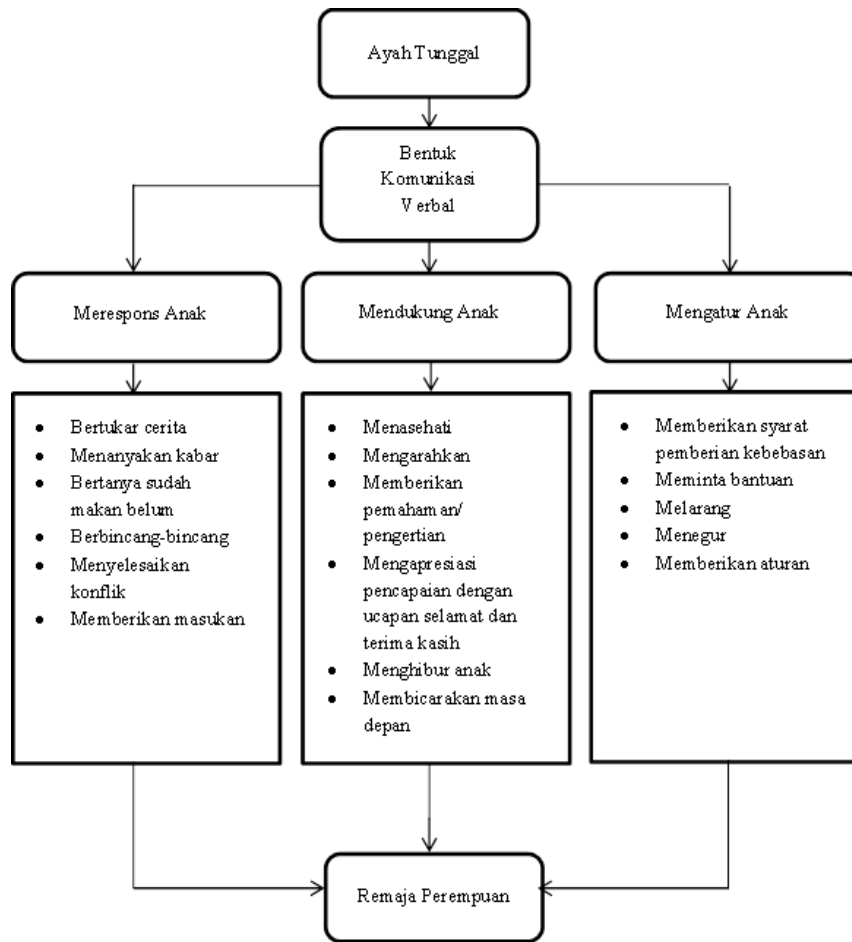 Ayah Tunggal
Bentuk
Komunikasi
Verbal
Merespons Anak
Mendukung Anak
Mengatur Anak
• Bertukar cerita
• Menanyakan kabar
• Bertanya sudah
makan belum
• Berbincang-bincang
• Menyelesaikan
konflik
• Memberikan masukan
• Menasehati
• Mengarahkan
• Memberikan
pemahaman/
pengertian
• Mengapresiasi
pencapaian dengan
ucapan selamat dan
terima kasih
• Menghibur anak
• Membicarakan masa
depan
• Memberikan syarat
pemberian kebebasan
• Meminta bantuan
• Melarang
• Menegur
• Memberikan aturan
Remaja Perempuan